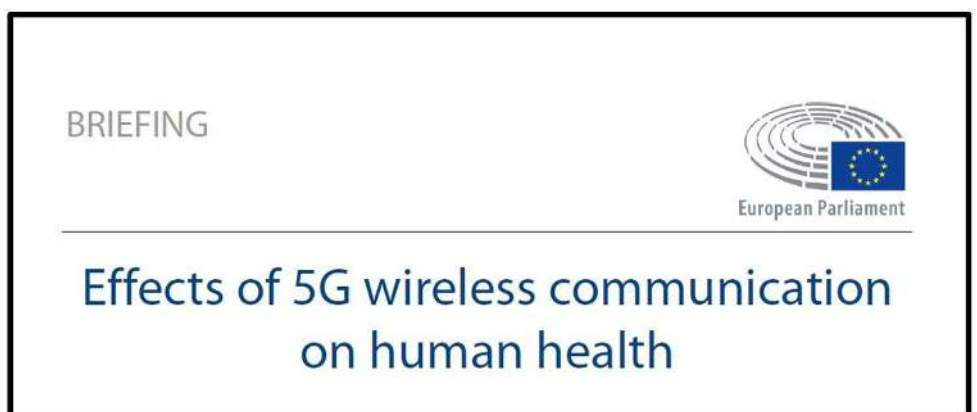 BRIEFING
European Parliament
Effects of 5G wireless communication
on human health